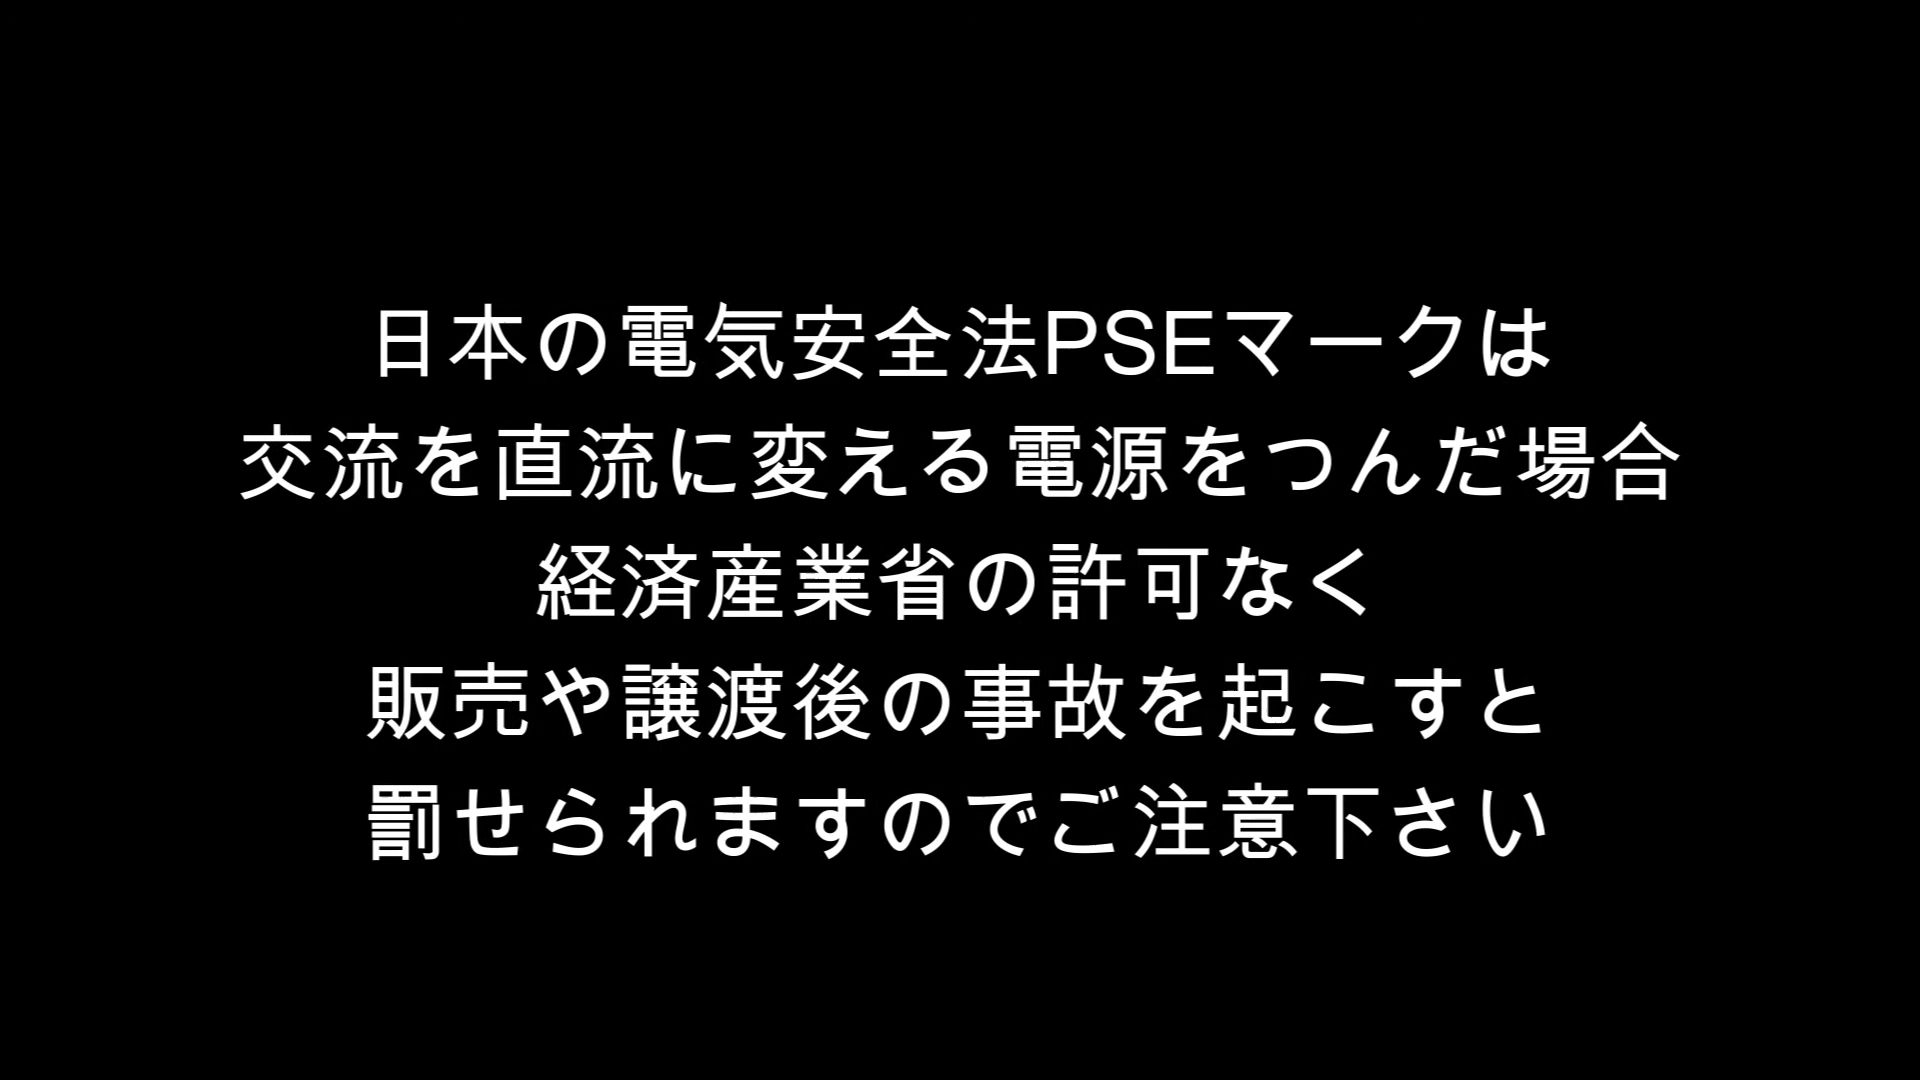 日本の電気安全法PSEマークは
交流を直流に変える電源をつんだ場合
経済産業省の許可なく
販売や譲渡後の事故を起こすと
罰せられますのでご注意下さい